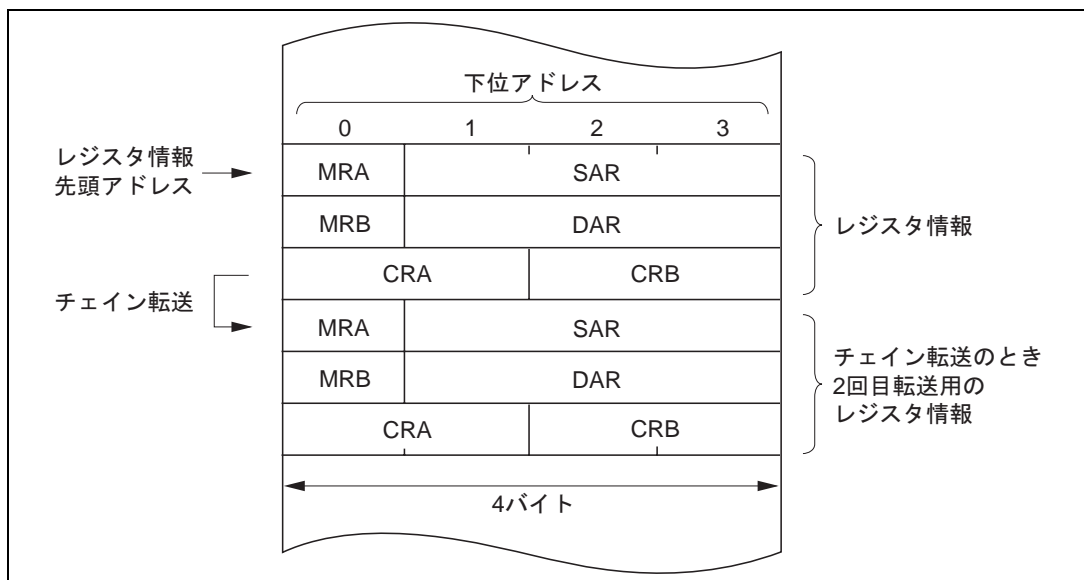 下位アドレス
0 1 2 3
レジスタ情報
先頭アドレス
MRA SAR
MRB DAR
CRA CRB
レジスタ情報
チェイン転送
MRA SAR
MRB DAR
CRA CRB
チェイン転送のとき
2回目転送用の
レジスタ情報
4バイト